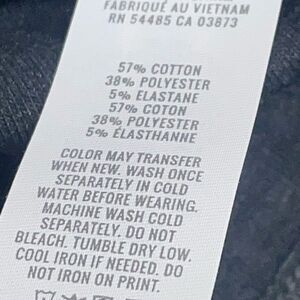 FABRIQUÉ AU VIETNAM
RN 54485 CA 03873
57% COTTON
38% POLYESTER
5% ELASTANE
57% COTON
38% POLYESTER
5% ÉLASTHANNE
COLOR MAY TRANSFER
WHEN NEW. WASH ONCE
SEPARATELY IN COLD
WATER BEFORE WEARING.
MACHINE WASH COLD
SEPARATELY. DO NOT
BLEACH. TUMBLE DRY LOW.
COOL IRON IF NEEDED. DO
NOT IRON ON PRINT.